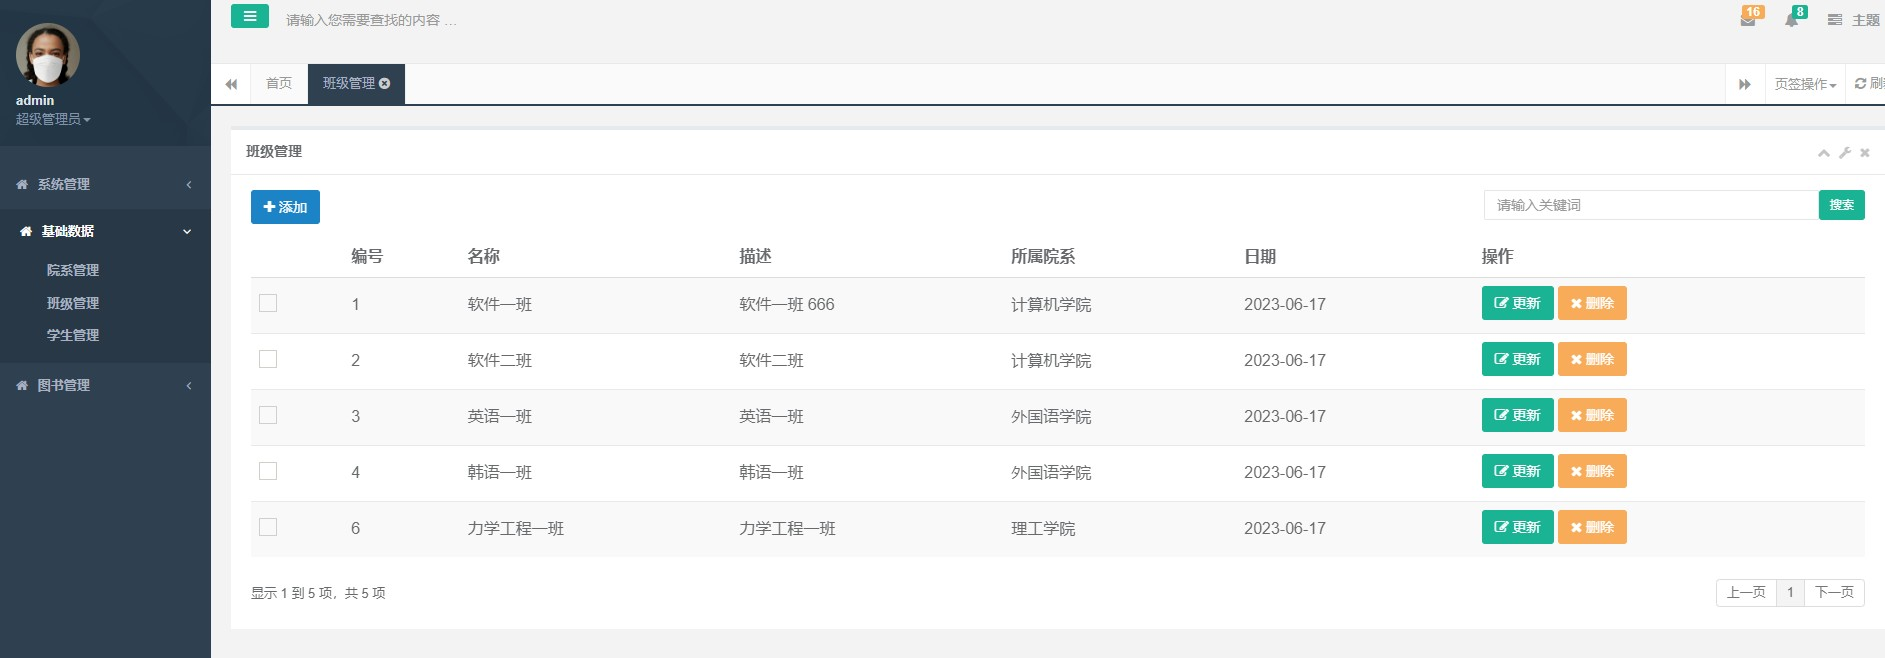 请输入您需要查找的内容 …
16
8
主题
首页
班级管理
页签操作
刷
admin
超级管理员
系统管理
基础数据
院系管理
班级管理
学生管理
图书管理
班级管理
添加
请输入关键词
搜索
编号 名称 描述 所属院系 日期 操作
1 软件一班 软件一班 666 计算机学院 2023-06-17 更新 删除
2 软件二班 软件二班 计算机学院 2023-06-17 更新 删除
3 英语一班 英语一班 外国语学院 2023-06-17 更新 删除
4 韩语一班 韩语一班 外国语学院 2023-06-17 更新 删除
6 力学工程一班 力学工程一班 理工学院 2023-06-17 更新 删除
显示 1 到 5 项，共 5 项
上一页 1 下一页